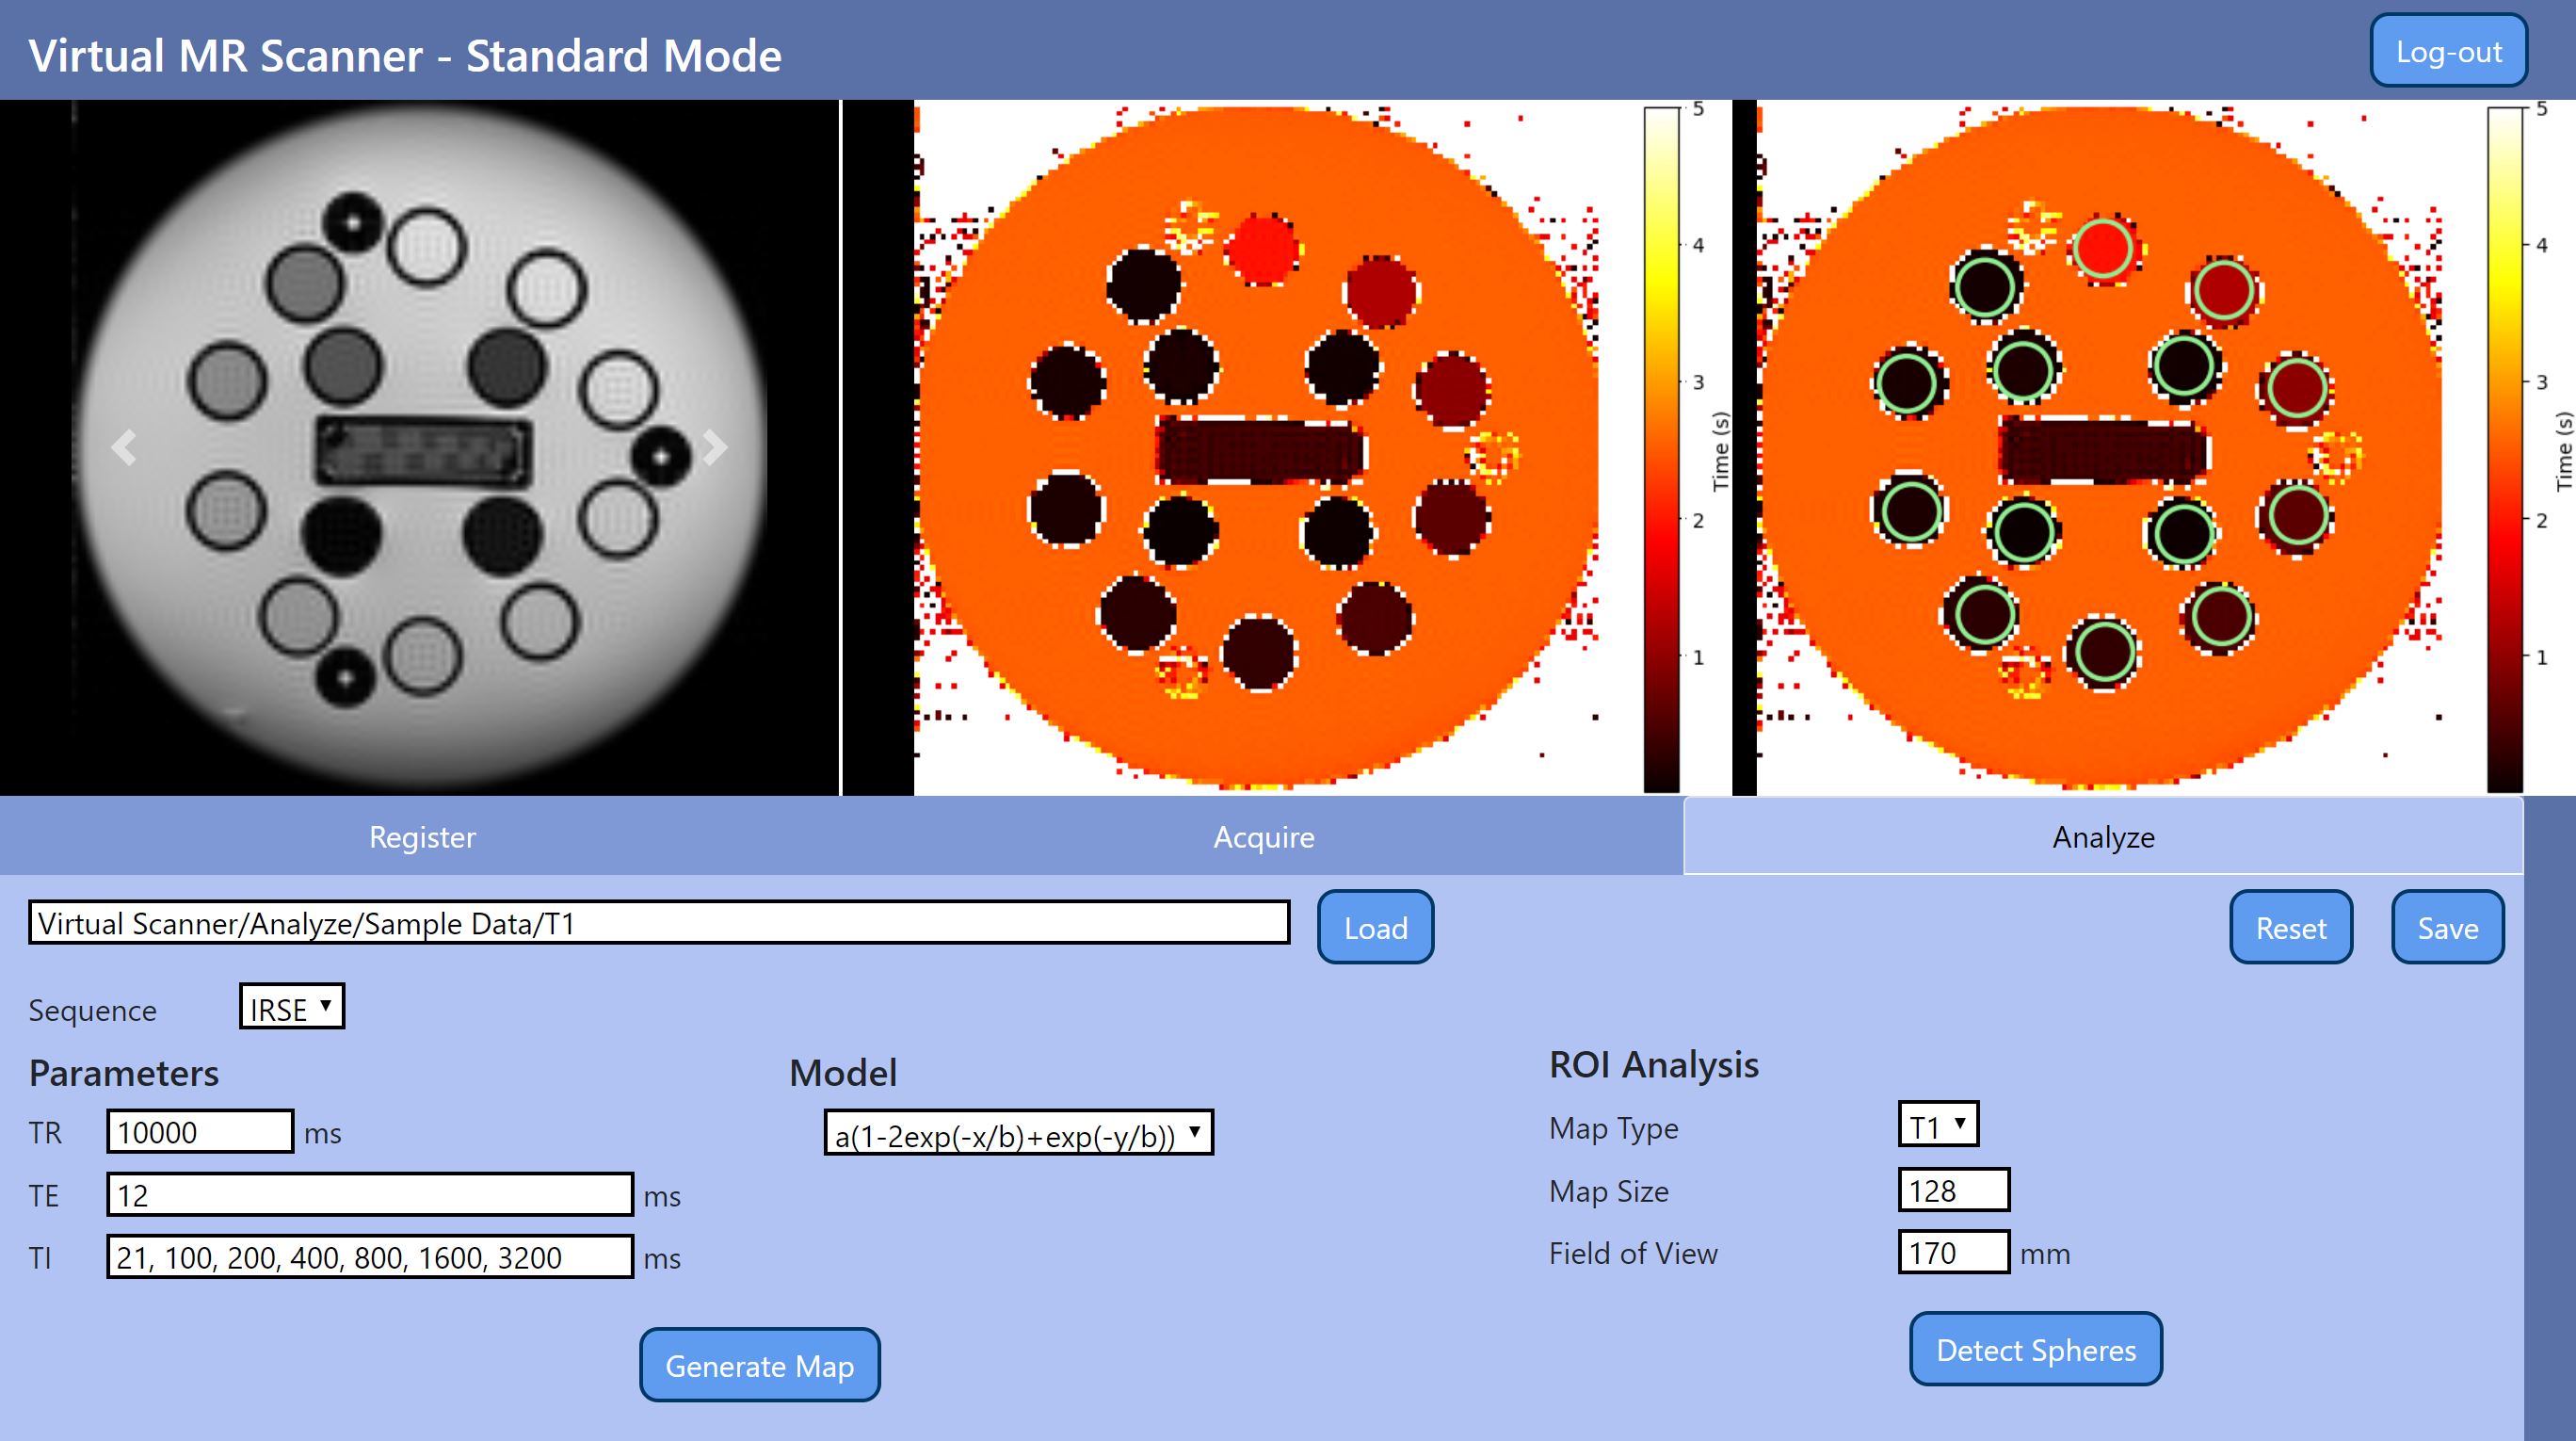 Virtual MR Scanner - Standard Mode
Log-out
5
4
3
2
1
Time (s)
5
4
3
2
1
Time (s)
Register
Acquire
Analyze
Virtual Scanner/Analyze/Sample Data/T1
Load
Reset
Save
Sequence
IRSE
Parameters
TR
10000
ms
TE
12
ms
TI
21, 100, 200, 400, 800, 1600, 3200
ms
Generate Map
Model
a(1-2exp(-x/b)+exp(-y/b))
ROI Analysis
Map Type
T1
Map Size
128
Field of View
170
mm
Detect Spheres